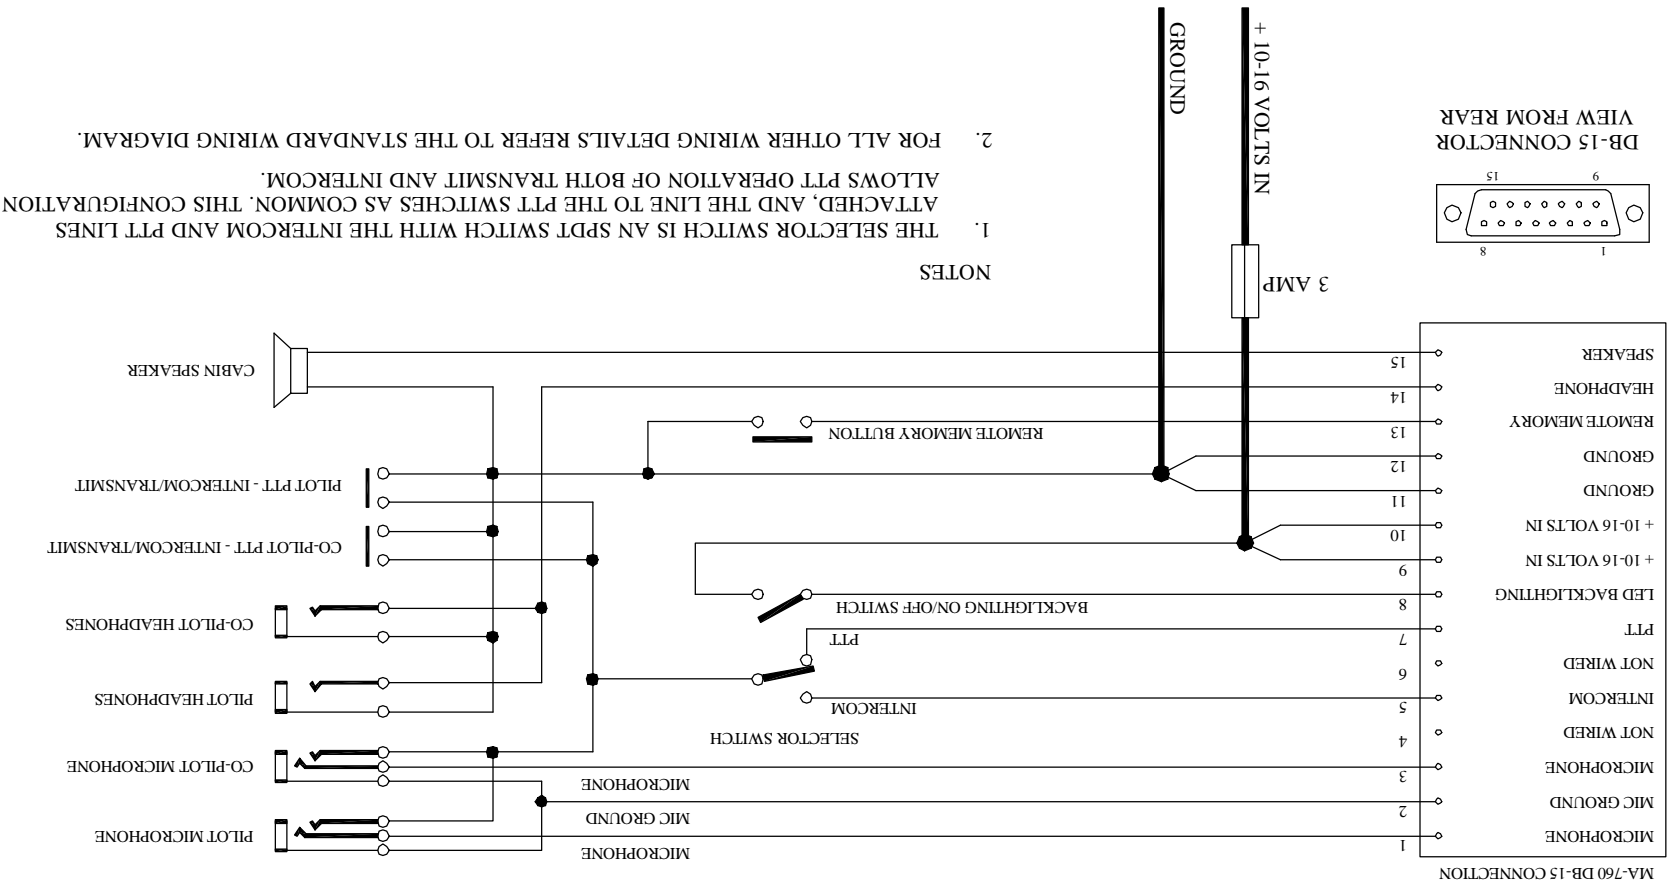 MA-760 DB-15 CONNECTION
MICROPHONE
1
MIC GROUND
2
MICROPHONE
3
NOT WIRED
4
INTERCOM
5
NOT WIRED
6
PTT
7
LED BACKLIGHTING
8
+ 10-16 VOLTS IN
9
+ 10-16 VOLTS IN
10
GROUND
11
GROUND
12
REMOTE MEMORY
13
HEADPHONE
14
SPEAKER
15
MICROPHONE
MIC GROUND
MICROPHONE
SELECTOR SWITCH
INTERCOM
PTT
BACKLIGHTING ON/OFF SWITCH
REMOTE MEMORY BUTTON
PILOT MICROPHONE
CO-PILOT MICROPHONE
PILOT HEADPHONES
CO-PILOT HEADPHONES
CO-PILOT PTT - INTERCOM/TRANSMIT
PILOT PTT - INTERCOM/TRANSMIT
CABIN SPEAKER
3 AMP
+ 10-16 VOLTS IN
GROUND
1
8
9
15
DB-15 CONNECTOR
VIEW FROM REAR
NOTES
1. THE SELECTOR SWITCH IS AN SPDT SWITCH WITH THE INTERCOM AND PTT LINES
ATTACHED, AND THE LINE TO THE PTT SWITCHES AS COMMON. THIS CONFIGURATION
ALLOWS PTT OPERATION OF BOTH TRANSMIT AND INTERCOM.
2. FOR ALL OTHER WIRING DETAILS REFER TO THE STANDARD WIRING DIAGRAM.